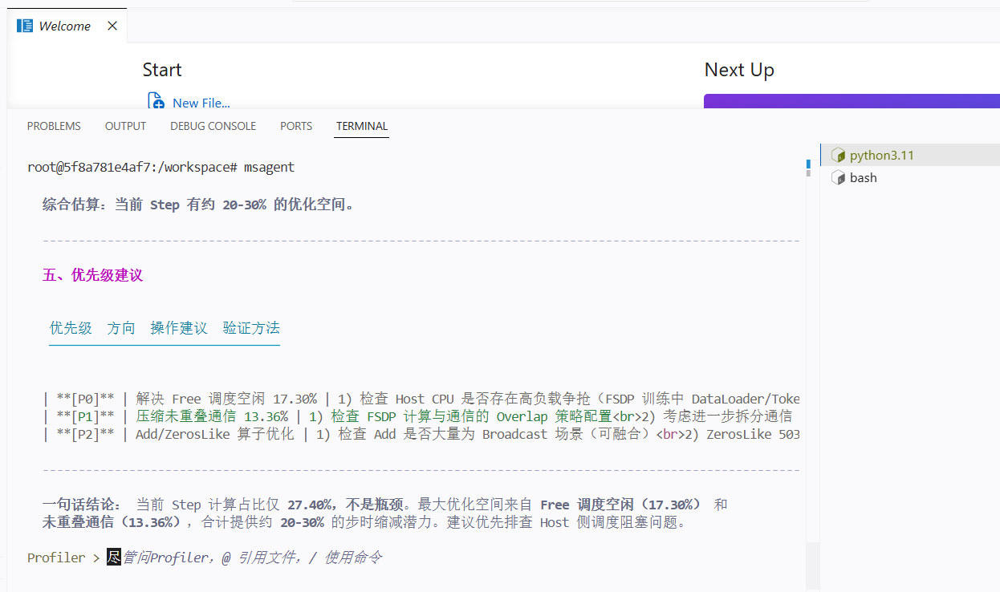 Welcome
Start
Next Up
New File...
PROBLEMS OUTPUT DEBUG CONSOLE PORTS TERMINAL
root@5f8a781e4af7:/workspace# msagent
python3.11
bash
综合估算：当前 Step 有约 20-30% 的优化空间。
五、优先级建议
优先级 方向 操作建议 验证方法
| **[P0]** | 解决 Free 调度空闲 17.30% | 1) 检查 Host CPU 是否存在高负载争抢（FSDP 训练中 DataLoader/Toke
| **[P1]** | 压缩未重叠通信 13.36% | 1) 检查 FSDP 计算与通信的 Overlap 策略配置<br>2) 考虑进一步拆分通信
| **[P2]** | Add/ZerosLike 算子优化 | 1) 检查 Add 是否大量为 Broadcast 场景（可融合）<br>2) ZerosLike 503
一句话结论： 当前 Step 计算占比仅 27.40%，不是瓶颈。最大优化空间来自 Free 调度空闲（17.30%） 和
未重叠通信（13.36%），合计提供约 20-30% 的步时缩减潜力。建议优先排查 Host 侧调度阻塞问题。
Profiler > 尽管问Profiler，@ 引用文件，/ 使用命令